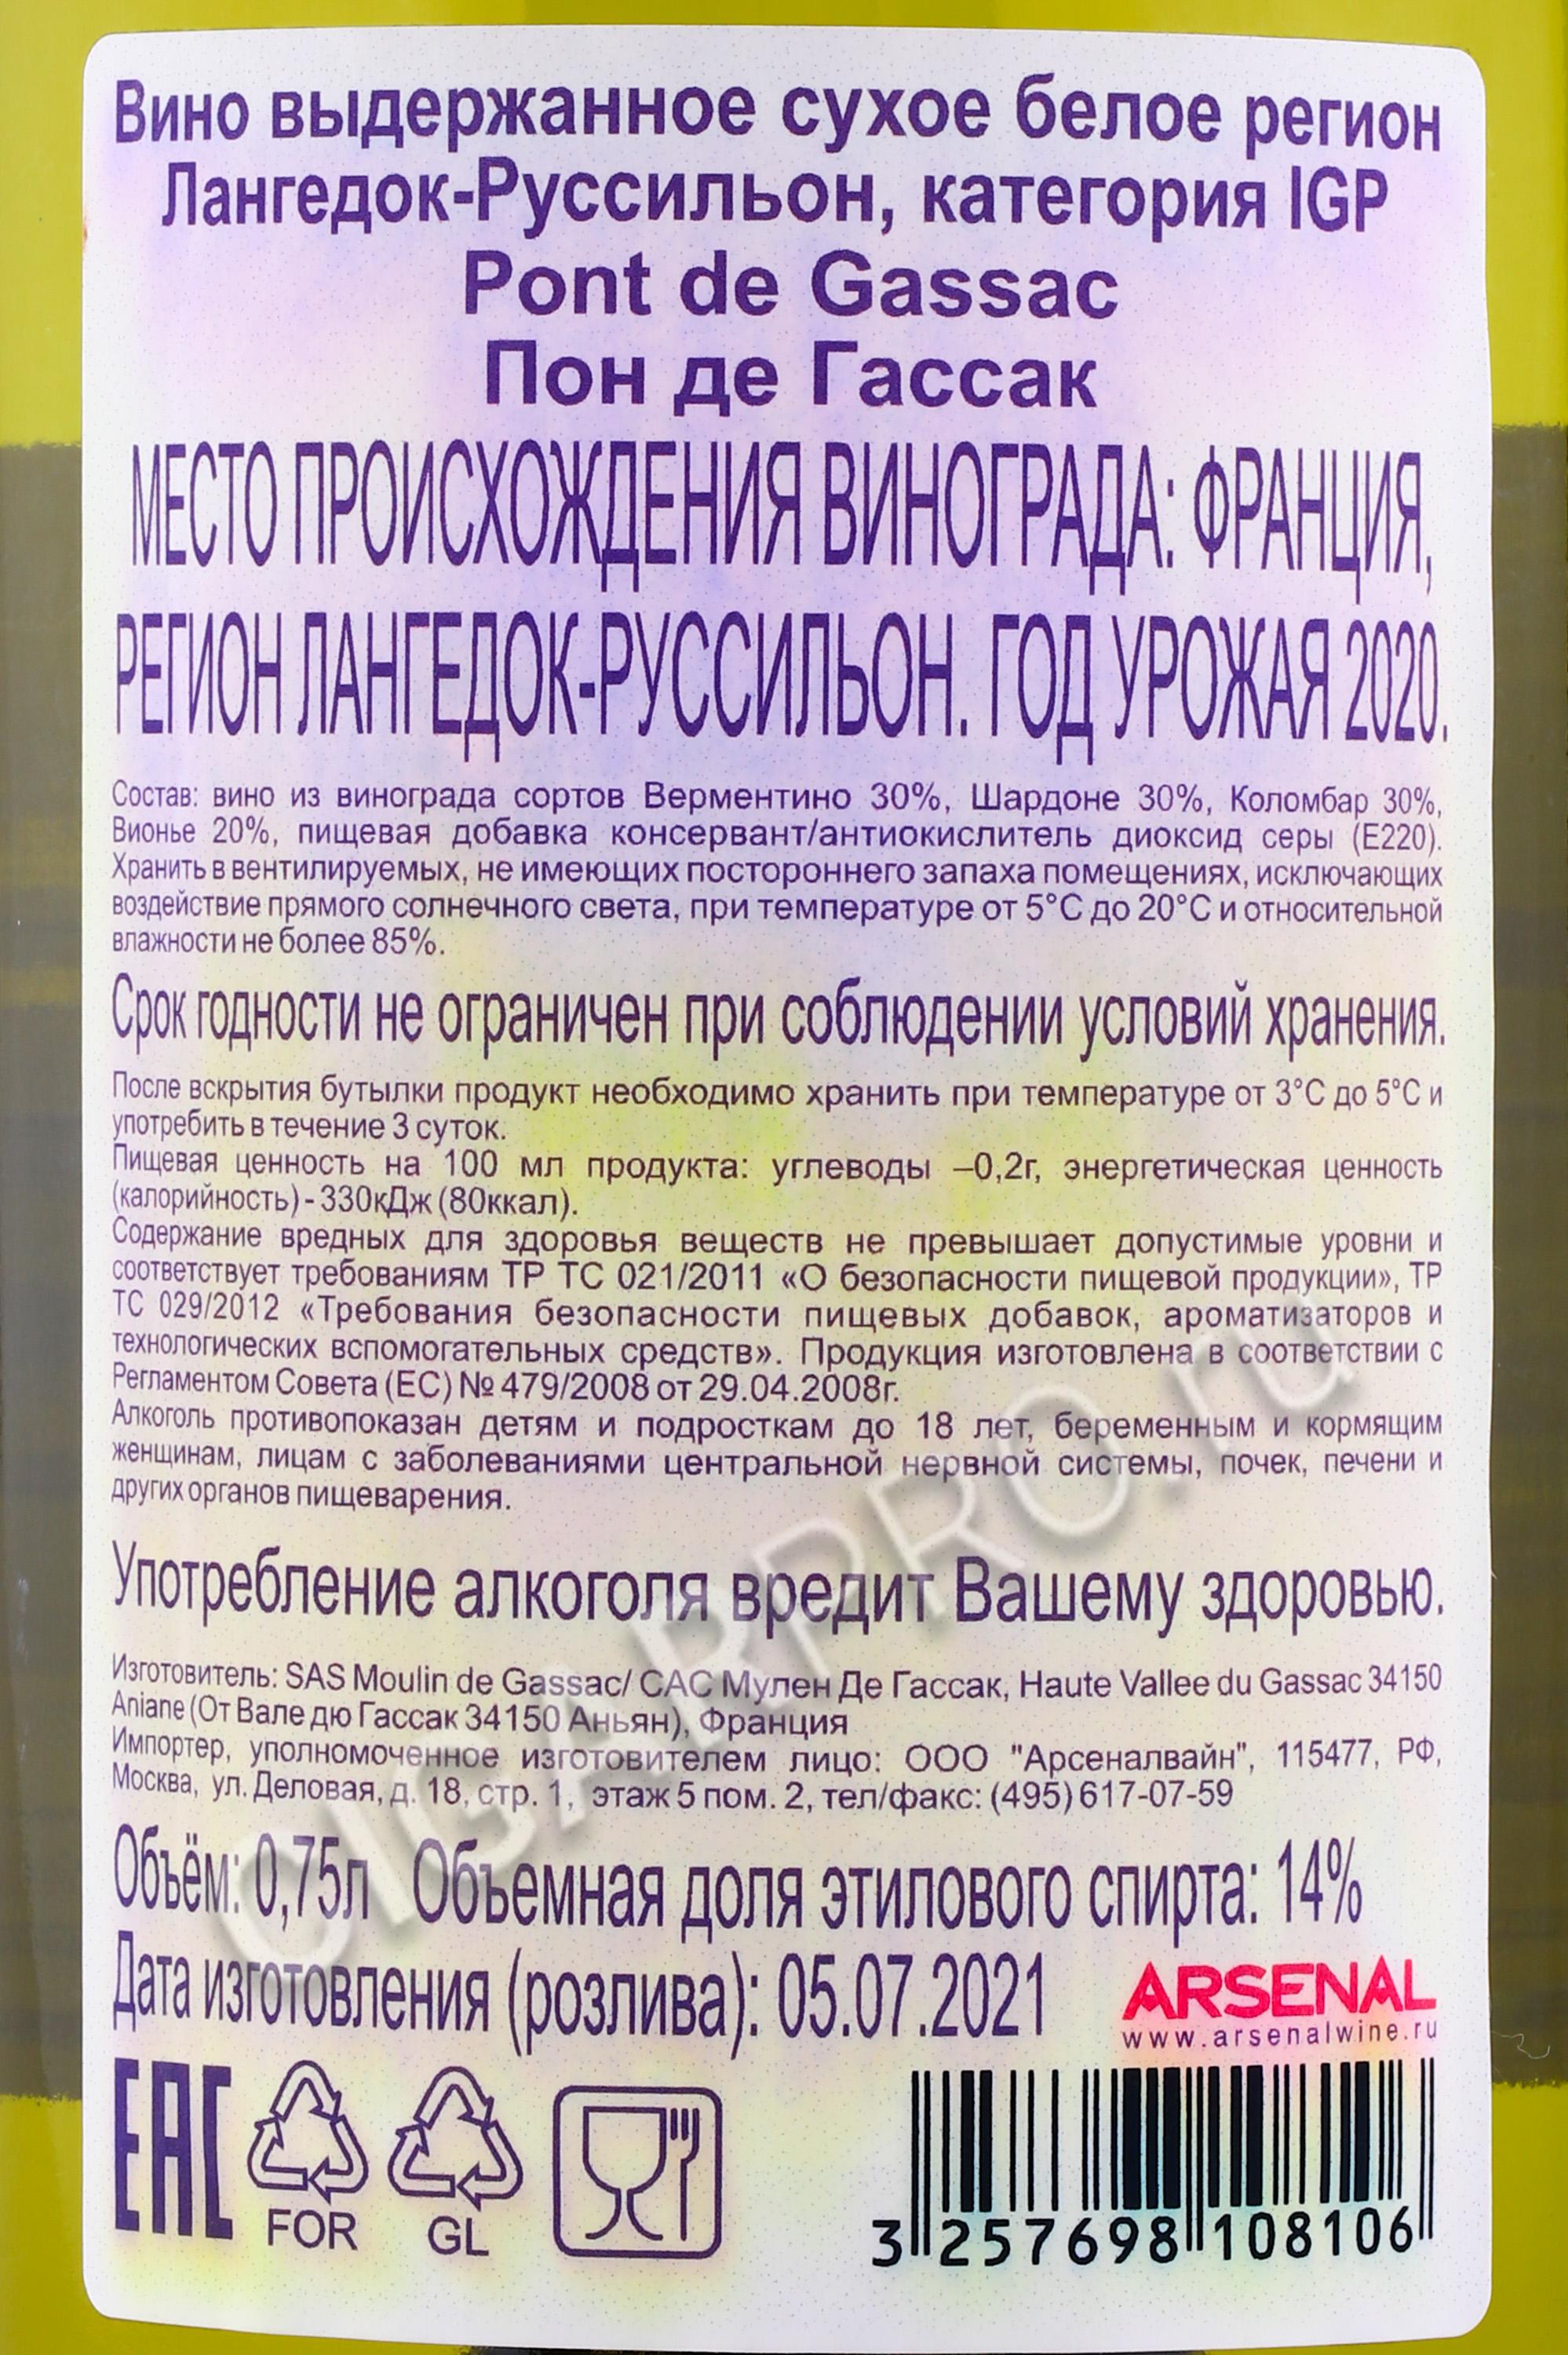 Вино выдержанное сухое белое регион
Лангедок-Руссильон, категория IGP
Pont de Gassac
Пон де Гассак
МЕСТО ПРОИСХОЖДЕНИЯ ВИНОГРАДА: ФРАНЦИЯ,
РЕГИОН ЛАНГЕДОК-РУССИЛЬОН. ГОД УРОЖАЯ 2020.
Состав: вино из винограда сортов Верментино 30%, Шардоне 30%, Коломбар 30%,
Вионье 20%, пищевая добавка консервант/антиокислитель диоксид серы (Е220).
Хранить в вентилируемых, не имеющих постороннего запаха помещениях, исключающих
воздействие прямого солнечного света, при температуре от 5°С до 20°С и относительной
влажности не более 85%.
Срок годности не ограничен при соблюдении условий хранения.
После вскрытия бутылки продукт необходимо хранить при температуре от 3°С до 5°С и
употребить в течение 3 суток.
Пищевая ценность на 100 мл продукта: углеводы –0,2г, энергетическая ценность
(калорийность) - 330кДж (80ккал).
Содержание вредных для здоровья веществ не превышает допустимые уровни и
соответствует требованиям ТР ТС 021/2011 «О безопасности пищевой продукции», ТР
ТС 029/2012 «Требования безопасности пищевых добавок, ароматизаторов и
технологических вспомогательных средств». Продукция изготовлена в соответствии с
Регламентом Совета (ЕС) № 479/2008 от 29.04.2008г.
Алкоголь противопоказан детям и подросткам до 18 лет, беременным и кормящим
женщинам, лицам с заболеваниями центральной нервной системы, почек, печени и
других органов пищеварения.
Употребление алкоголя вредит Вашему здоровью.
Изготовитель: SAS Moulin de Gassac/ САС Мулен Де Гассак, Haute Vallee du Gassac 34150
Aniane (От Вале дю Гассак 34150 Аньян), Франция
Импортер, уполномоченное изготовителем лицо: ООО "Арсеналвайн", 115477, РФ,
Москва, ул. Деловая, д. 18, стр. 1, этаж 5 пом. 2, тел/факс: (495) 617-07-59
Объём: 0,75л Объемная доля этилового спирта: 14%
Дата изготовления (розлива): 05.07.2021
ARSENAL
www.arsenalwine.ru
EAC
FOR
GL
3 257698 108106
CIGARPRO.ru